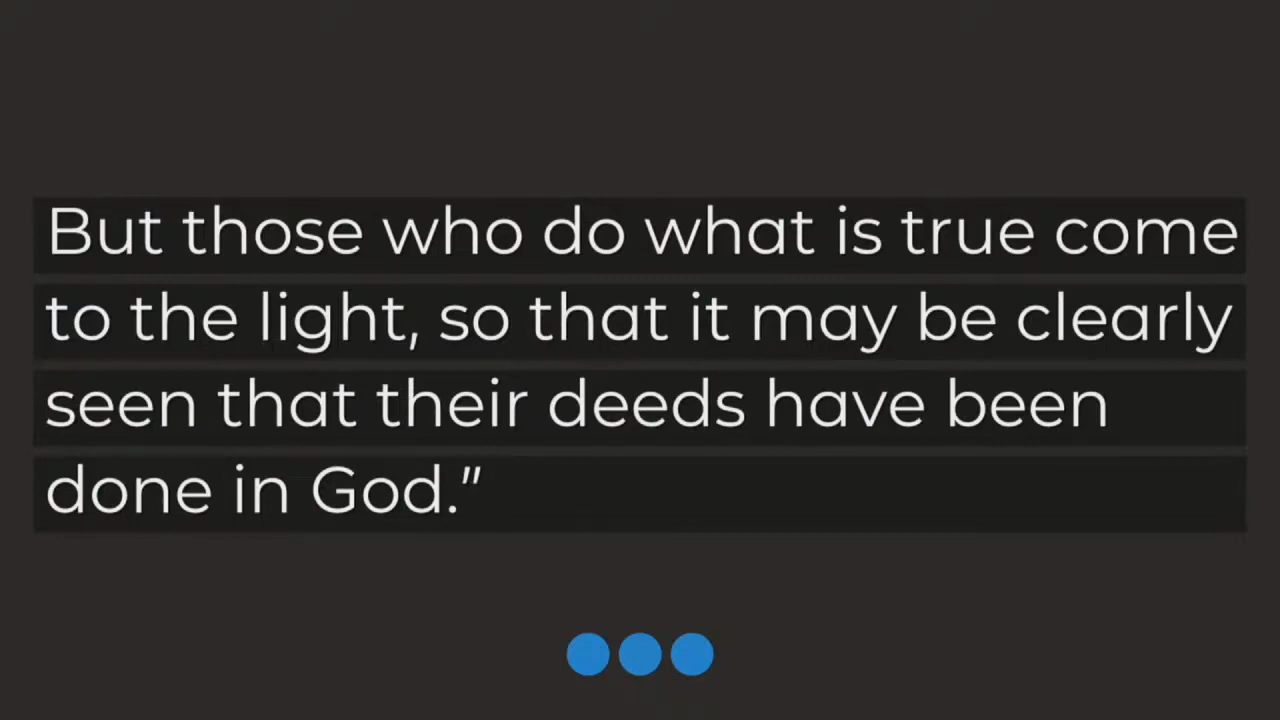 But those who do what is true come
to the light, so that it may be clearly
seen that their deeds have been
done in God.”